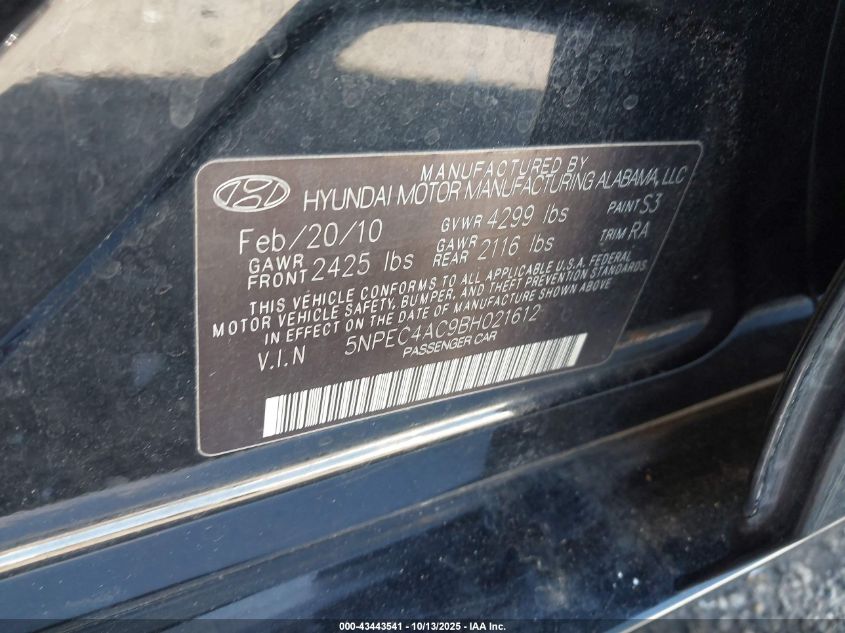 MANUFACTURED BY
HYUNDAI MOTOR MANUFACTURING ALABAMA, LLC
Feb/20/10 GVWR 4299 lbs PAINT S3
GAWR FRONT 2425 lbs GAWR REAR 2116 lbs TRIM RA
THIS VEHICLE CONFORMS TO ALL APPLICABLE U.S.A. FEDERAL
MOTOR VEHICLE SAFETY, BUMPER, AND THEFT PREVENTION STANDARDS
IN EFFECT ON THE DATE OF MANUFACTURE SHOWN ABOVE
V.I.N 5NPEC4AC9BH021612
PASSENGER CAR
000-43443541 - 10/13/2025 - IAA Inc.